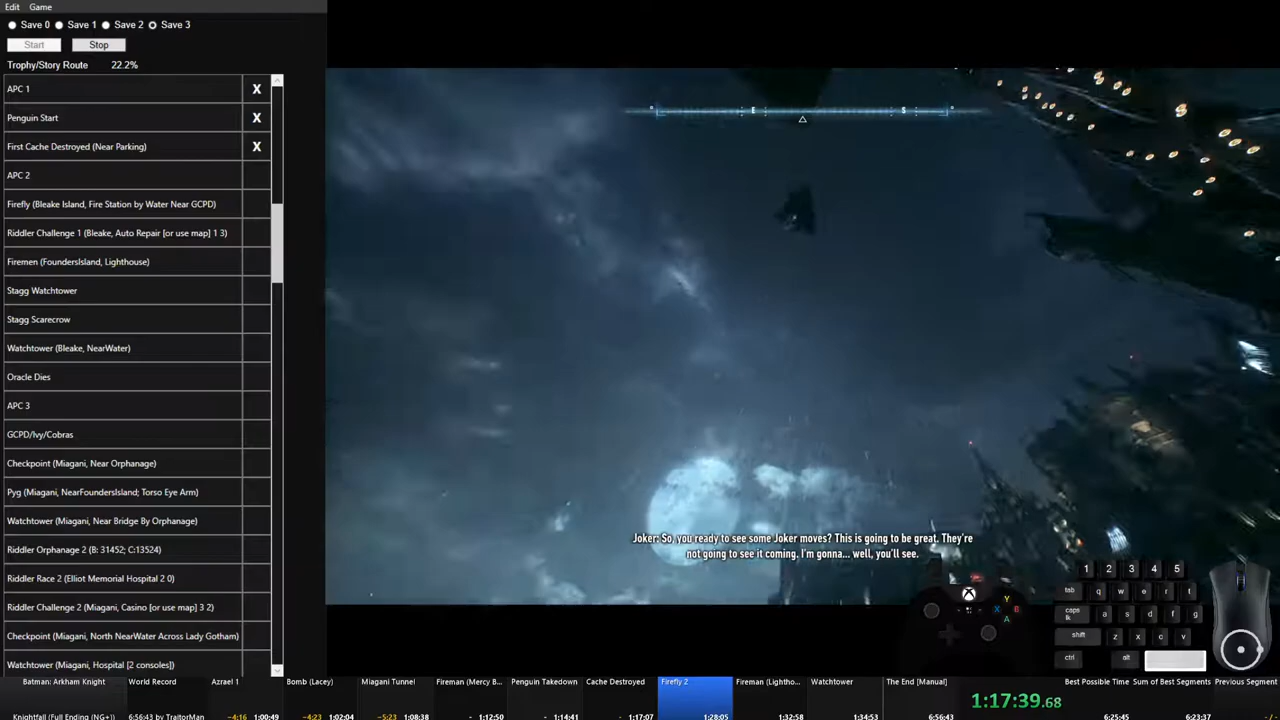 Edit Game
Save 0 Save 1 Save 2 Save 3
Start Stop
Trophy/Story Route 22.2%
APC 1 X
Penguin Start X
First Cache Destroyed (Near Parking) X
APC 2
Firefly (Bleake Island, Fire Station by Water Near GCPD)
Riddler Challenge 1 (Bleake, Auto Repair [or use map] 1 3)
Firemen (FoundersIsland, Lighthouse)
Stagg Watchtower
Stagg Scarecrow
Watchtower (Bleake, NearWater)
Oracle Dies
APC 3
GCPD/Ivy/Cobras
Checkpoint (Miagani, Near Orphanage)
Pyg (Miagani, NearFoundersIsland; Torso Eye Arm)
Watchtower (Miagani, Near Bridge By Orphanage)
Riddler Orphanage 2 (B: 31452; C:13524)
Riddler Race 2 (Elliot Memorial Hospital 2 0)
Riddler Challenge 2 (Miagani, Casino [or use map] 3 2)
Checkpoint (Miagani, North NearWater Across Lady Gotham)
Watchtower (Miagani, Hospital [2 consoles])
E S
Joker: So, you ready to see some Joker moves? This is going to be great. They're
not going to see it coming. I'm gonna... well, you'll see.
Y
X B
A
1 2 3 4 5
tab q w e r t
caps lk a s d f g
shift z x c v
ctrl alt
Batman: Arkham Knight World Record Azrael 1 Bomb (Lacey) Miagani Tunnel Fireman (Mercy B... Penguin Takedown Cache Destroyed Firefly 2 Fireman (Lightho... Watchtower The End [Manual] 1:17:39.68 Best Possible Time Sum of Best Segments Previous Segment
Knightfall (Full Ending (NG+)) 6:56:43 by TraitorMan -4:16 1:00:49 -4:23 1:02:04 -5:23 1:08:38 - 1:12:50 - 1:14:41 - 1:17:07 1:28:05 1:32:58 1:34:53 6:56:43 6:25:45 6:23:37